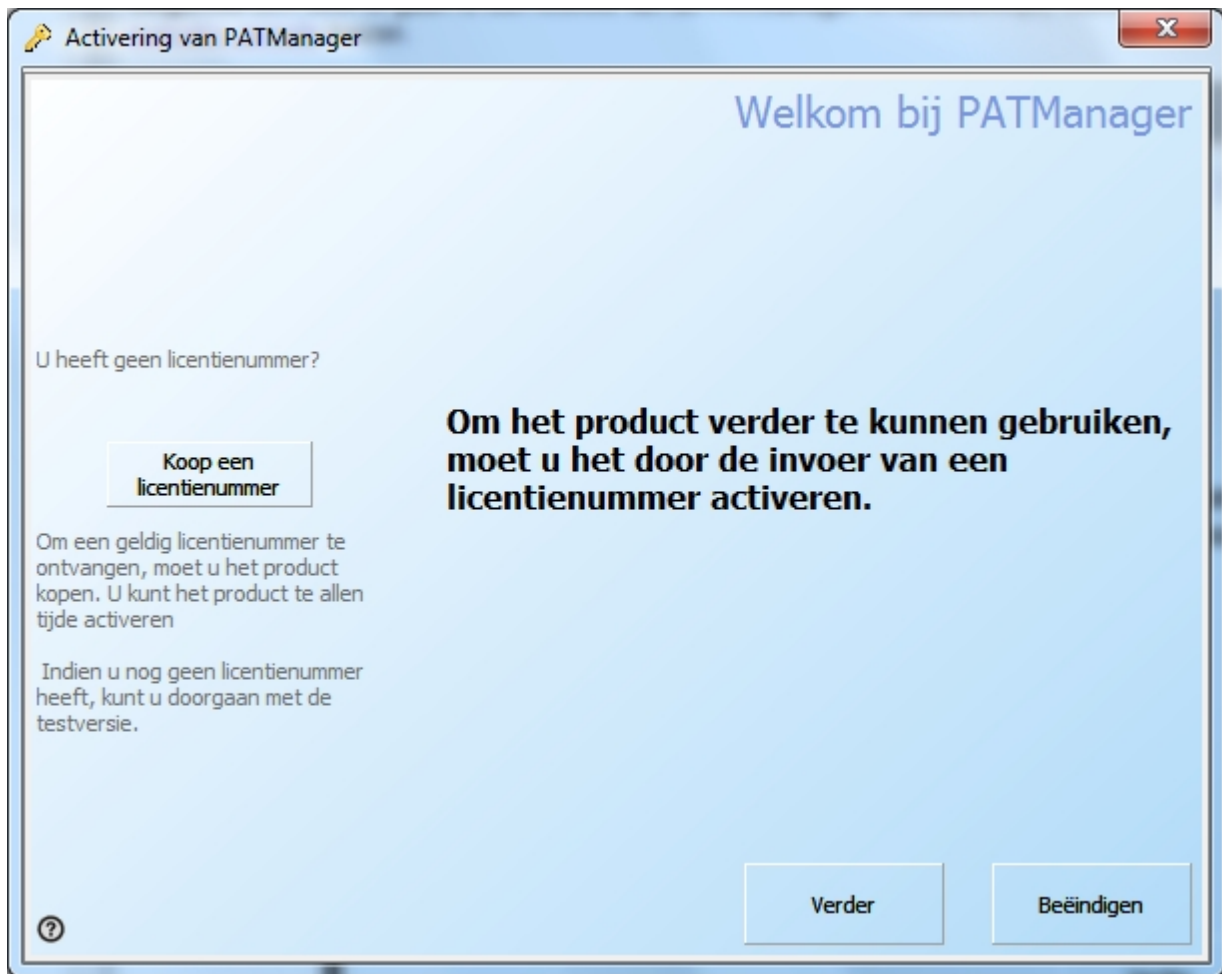 Activering van PATManager
Welkom bij PATManager
U heeft geen licentienummer?
Koop een
licentienummer
Om een geldig licentienummer te
ontvangen, moet u het product
kopen. U kunt het product te allen
tijde activeren
Indien u nog geen licentienummer
heeft, kunt u doorgaan met de
testversie.
Om het product verder te kunnen gebruiken,
moet u het door de invoer van een
licentienummer activeren.
Verder
Beëindigen